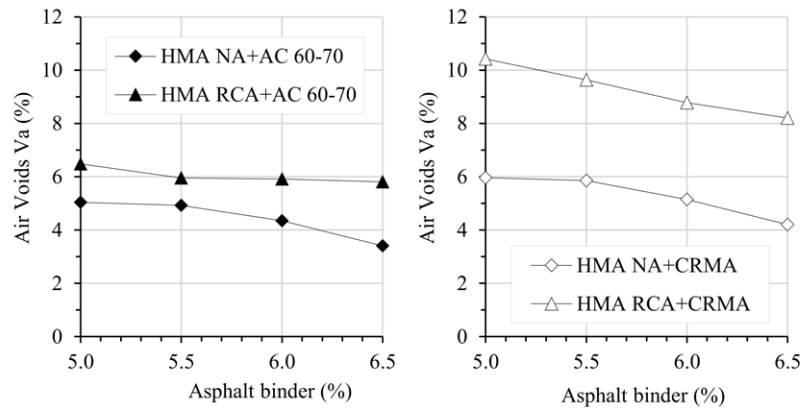 12
10
8
6
4
2
0
Air Voids Va (%)
HMA NA+AC 60-70
HMA RCA+AC 60-70
5.0 5.5 6.0 6.5
Asphalt binder (%)
12
10
8
6
4
2
0
Air Voids Va (%)
HMA NA+CRMA
HMA RCA+CRMA
5.0 5.5 6.0 6.5
Asphalt binder (%)